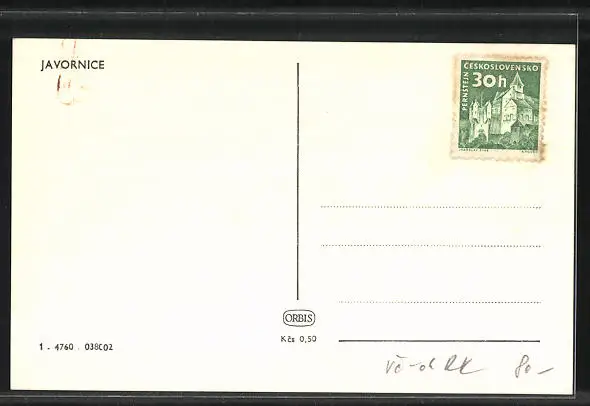 JAVORNICE
ČESKOSLOVENSKO
PERNŠTEJN
30h
ORBIS
Kčs 0,50
1 - 4760 . 038C02
80-